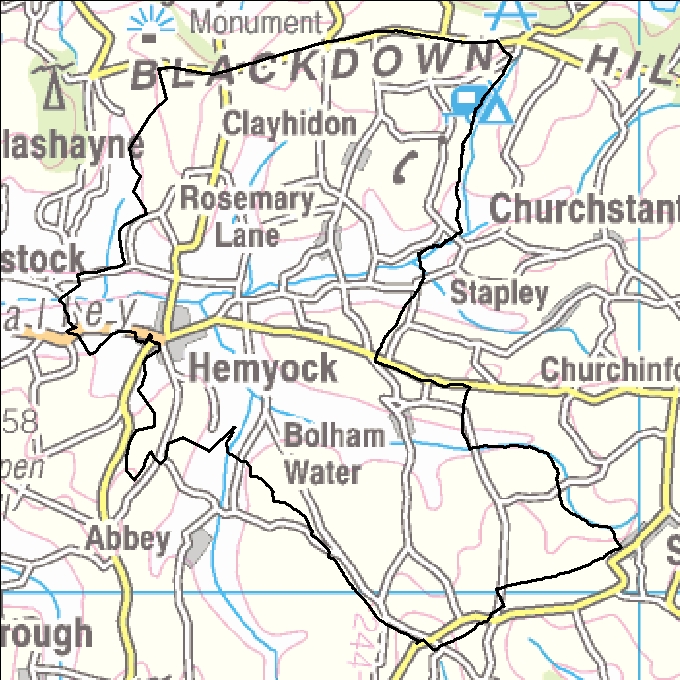 Monument
BLACKDOWN HIL
Clayhidon
lashayne
Rosemary
Lane
Churchstant
stock
Stapley
alley
Hemyock
Churchinfo
58
Bolham
Water
pen
l
Abbey
S
rough
244